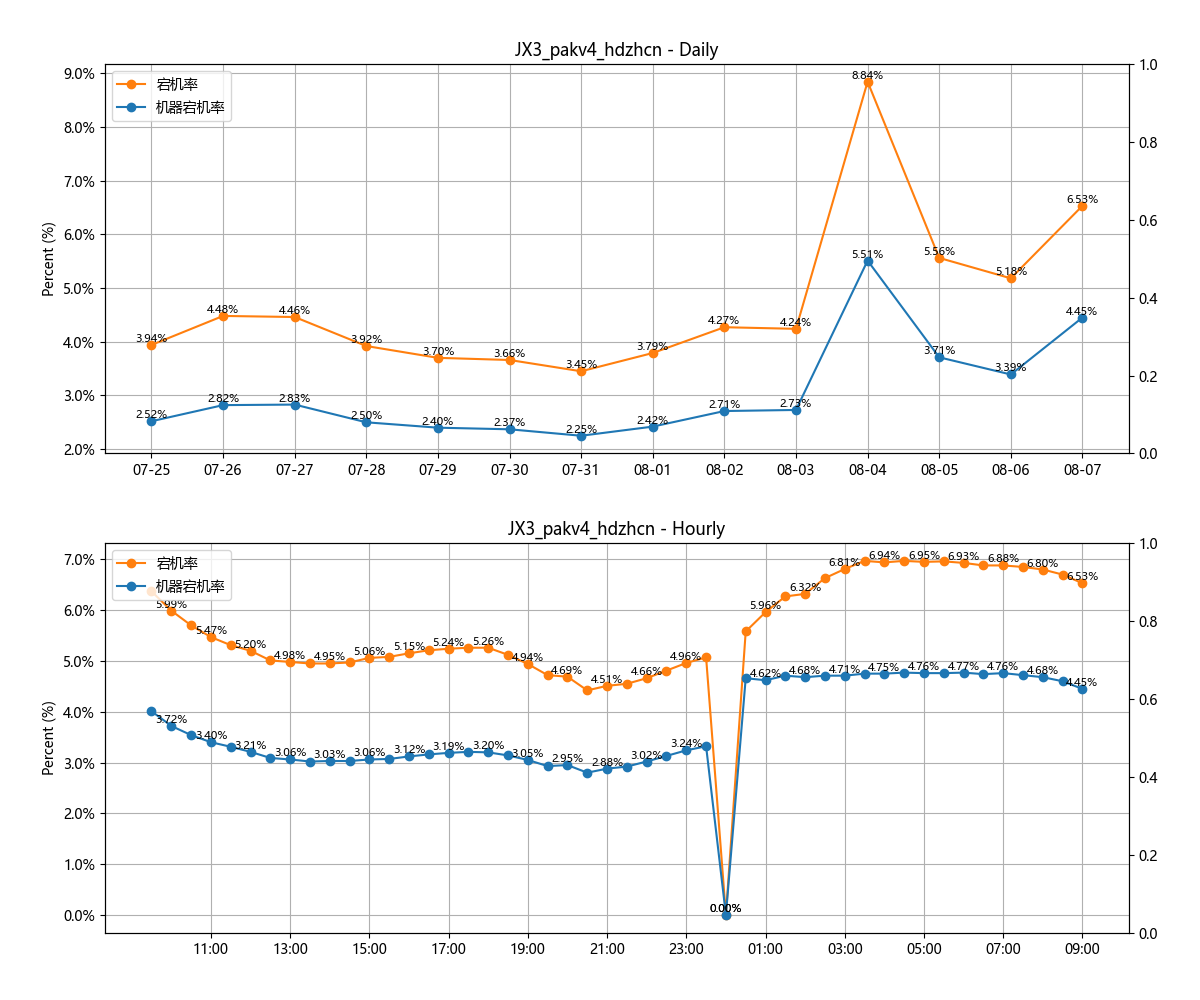 JX3_pakv4_hdzhcn - Daily
宕机率
机器宕机率
Percent (%)
9.0%
8.0%
7.0%
6.0%
5.0%
4.0%
3.0%
2.0%
1.0
0.8
0.6
0.4
0.2
0.0
3.94% 4.48% 4.46% 3.92% 3.70% 3.66% 3.45% 3.79% 4.27% 4.24% 8.84% 5.56% 5.18% 6.53%
2.52% 2.82% 2.83% 2.50% 2.40% 2.37% 2.25% 2.42% 2.71% 2.73% 5.51% 3.71% 3.39% 4.45%
07-25 07-26 07-27 07-28 07-29 07-30 07-31 08-01 08-02 08-03 08-04 08-05 08-06 08-07
JX3_pakv4_hdzhcn - Hourly
宕机率
机器宕机率
Percent (%)
7.0%
6.0%
5.0%
4.0%
3.0%
2.0%
1.0%
0.0%
1.0
0.8
0.6
0.4
0.2
0.0
5.99% 5.47% 5.20% 4.98% 4.95% 5.06% 5.15% 5.24% 5.26% 4.94% 4.69% 4.51% 4.66% 4.96% 0.00% 5.96% 6.32% 6.81% 6.94% 6.95% 6.93% 6.88% 6.80% 6.53%
3.72% 3.40% 3.21% 3.06% 3.03% 3.06% 3.12% 3.19% 3.20% 3.05% 2.95% 2.88% 3.02% 3.24% 0.00% 4.62% 4.68% 4.71% 4.75% 4.76% 4.77% 4.76% 4.68% 4.45%
11:00 13:00 15:00 17:00 19:00 21:00 23:00 01:00 03:00 05:00 07:00 09:00